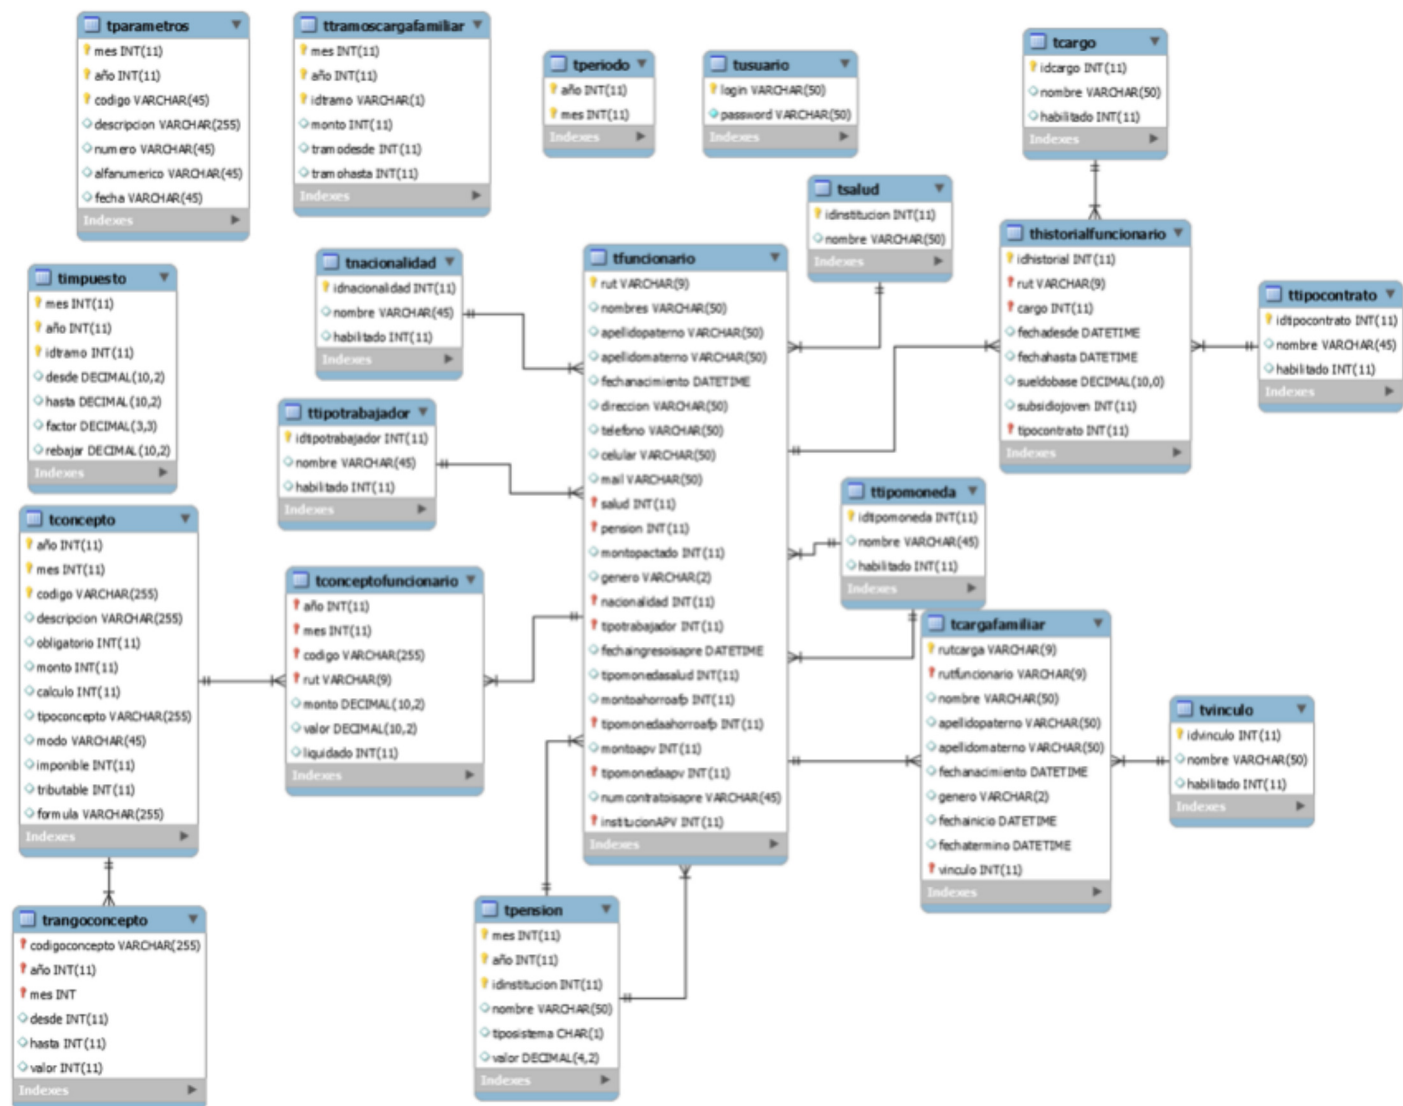 tparametros
mes INT(11)
año INT(11)
codigo VARCHAR(45)
descripcion VARCHAR(255)
numero VARCHAR(45)
alfanumerico VARCHAR(45)
fecha VARCHAR(45)
Indexes
ttramoscargafamiliar
mes INT(11)
año INT(11)
idtramo VARCHAR(1)
monto INT(11)
tramodesde INT(11)
tramohasta INT(11)
Indexes
tperiodo
año INT(11)
mes INT(11)
Indexes
tusuario
login VARCHAR(50)
password VARCHAR(50)
Indexes
tcargo
idcargo INT(11)
nombre VARCHAR(50)
habilitado INT(11)
Indexes
tsalud
idinstitucion INT(11)
nombre VARCHAR(50)
Indexes
thistorialfuncionario
idhistorial INT(11)
rut VARCHAR(9)
cargo INT(11)
fechadesde DATETIME
fechahasta DATETIME
sueldobase DECIMAL(10,0)
subsidiojoven INT(11)
tipocontrato INT(11)
Indexes
ttipocontrato
idtipocontrato INT(11)
nombre VARCHAR(45)
habilitado INT(11)
Indexes
timpuesto
mes INT(11)
año INT(11)
idtramo INT(11)
desde DECIMAL(10,2)
hasta DECIMAL(10,2)
factor DECIMAL(3,3)
rebajar DECIMAL(10,2)
Indexes
tnacionalidad
idnacionalidad INT(11)
nombre VARCHAR(45)
habilitado INT(11)
Indexes
ttipotrabajador
idtipotrabajador INT(11)
nombre VARCHAR(45)
habilitado INT(11)
Indexes
tfuncionario
rut VARCHAR(9)
nombres VARCHAR(50)
apellidopaterno VARCHAR(50)
apellidomaterno VARCHAR(50)
fechanacimiento DATETIME
direccion VARCHAR(50)
telefono VARCHAR(50)
celular VARCHAR(50)
mail VARCHAR(50)
salud INT(11)
pension INT(11)
montopactado INT(11)
genero VARCHAR(2)
nacionalidad INT(11)
tipotrabajador INT(11)
fechaingresoisapre DATETIME
tipomonedasalud INT(11)
montoahorroafp INT(11)
tipomonedaahorroafp INT(11)
montoapv INT(11)
tipomonedaapv INT(11)
numcontratoisapre VARCHAR(45)
institucionAPV INT(11)
Indexes
ttipomoneda
idtipomoneda INT(11)
nombre VARCHAR(45)
habilitado INT(11)
Indexes
tconcepto
año INT(11)
mes INT(11)
codigo VARCHAR(255)
descripcion VARCHAR(255)
obligatorio INT(11)
monto INT(11)
calculo INT(11)
tipoconcepto VARCHAR(255)
modo VARCHAR(45)
imponible INT(11)
tributable INT(11)
formula VARCHAR(255)
Indexes
tconceptofuncionario
año INT(11)
mes INT(11)
codigo VARCHAR(255)
rut VARCHAR(9)
monto DECIMAL(10,2)
valor DECIMAL(10,2)
liquidado INT(11)
Indexes
tcargafamiliar
rutcarga VARCHAR(9)
rutfuncionario VARCHAR(9)
nombre VARCHAR(50)
apellidopaterno VARCHAR(50)
apellidomaterno VARCHAR(50)
fechanacimiento DATETIME
genero VARCHAR(2)
fechainicio DATETIME
fechatermino DATETIME
vinculo INT(11)
Indexes
tvinculo
idvinculo INT(11)
nombre VARCHAR(50)
habilitado INT(11)
Indexes
trangoconcepto
codigoconcepto VARCHAR(255)
año INT(11)
mes INT
desde INT(11)
hasta INT(11)
valor INT(11)
Indexes
tpension
mes INT(11)
año INT(11)
idinstitucion INT(11)
nombre VARCHAR(50)
tiposistema CHAR(1)
valor DECIMAL(4,2)
Indexes